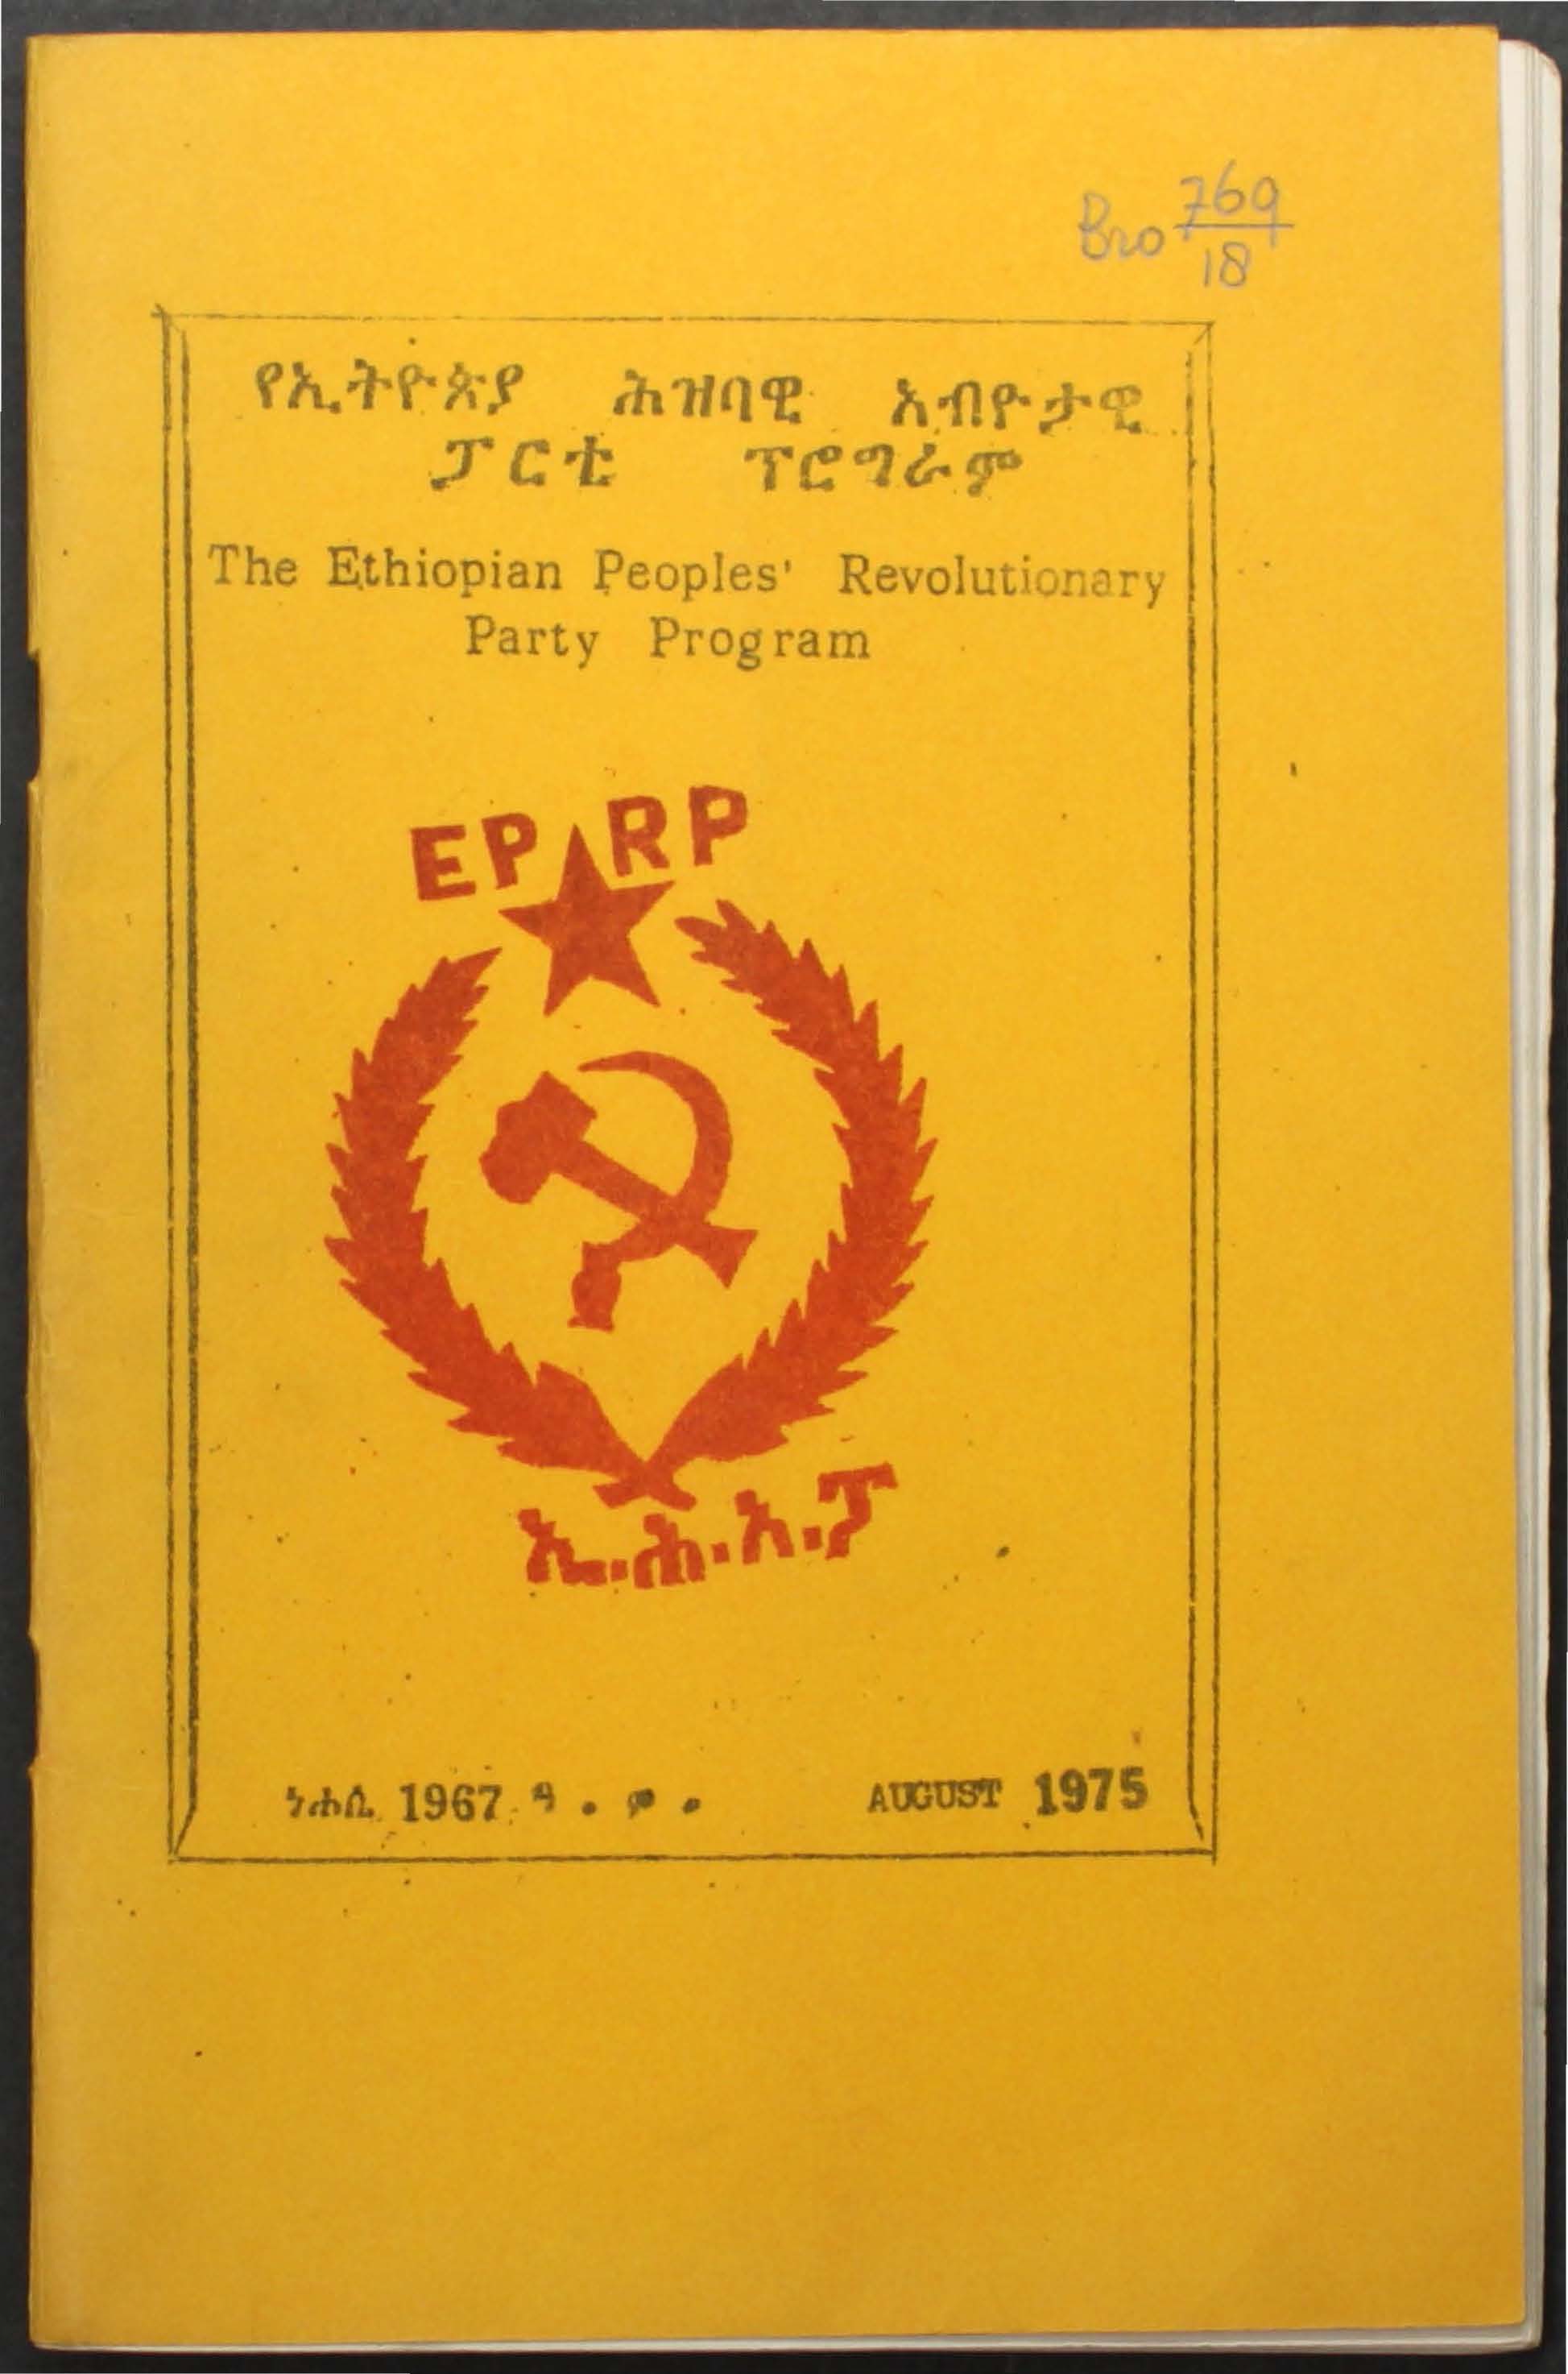 Bro 769
18
የኢትዮጵያ ሕዝባዊ አብዮታዊ
ፓርቲ ፕሮግራም
The Ethiopian Peoples' Revolutionary
Party Program
EPRP
ኢ.ሕ.አ.ፓ
ነሐሴ 1967 ዓ.ም. AUGUST 1975